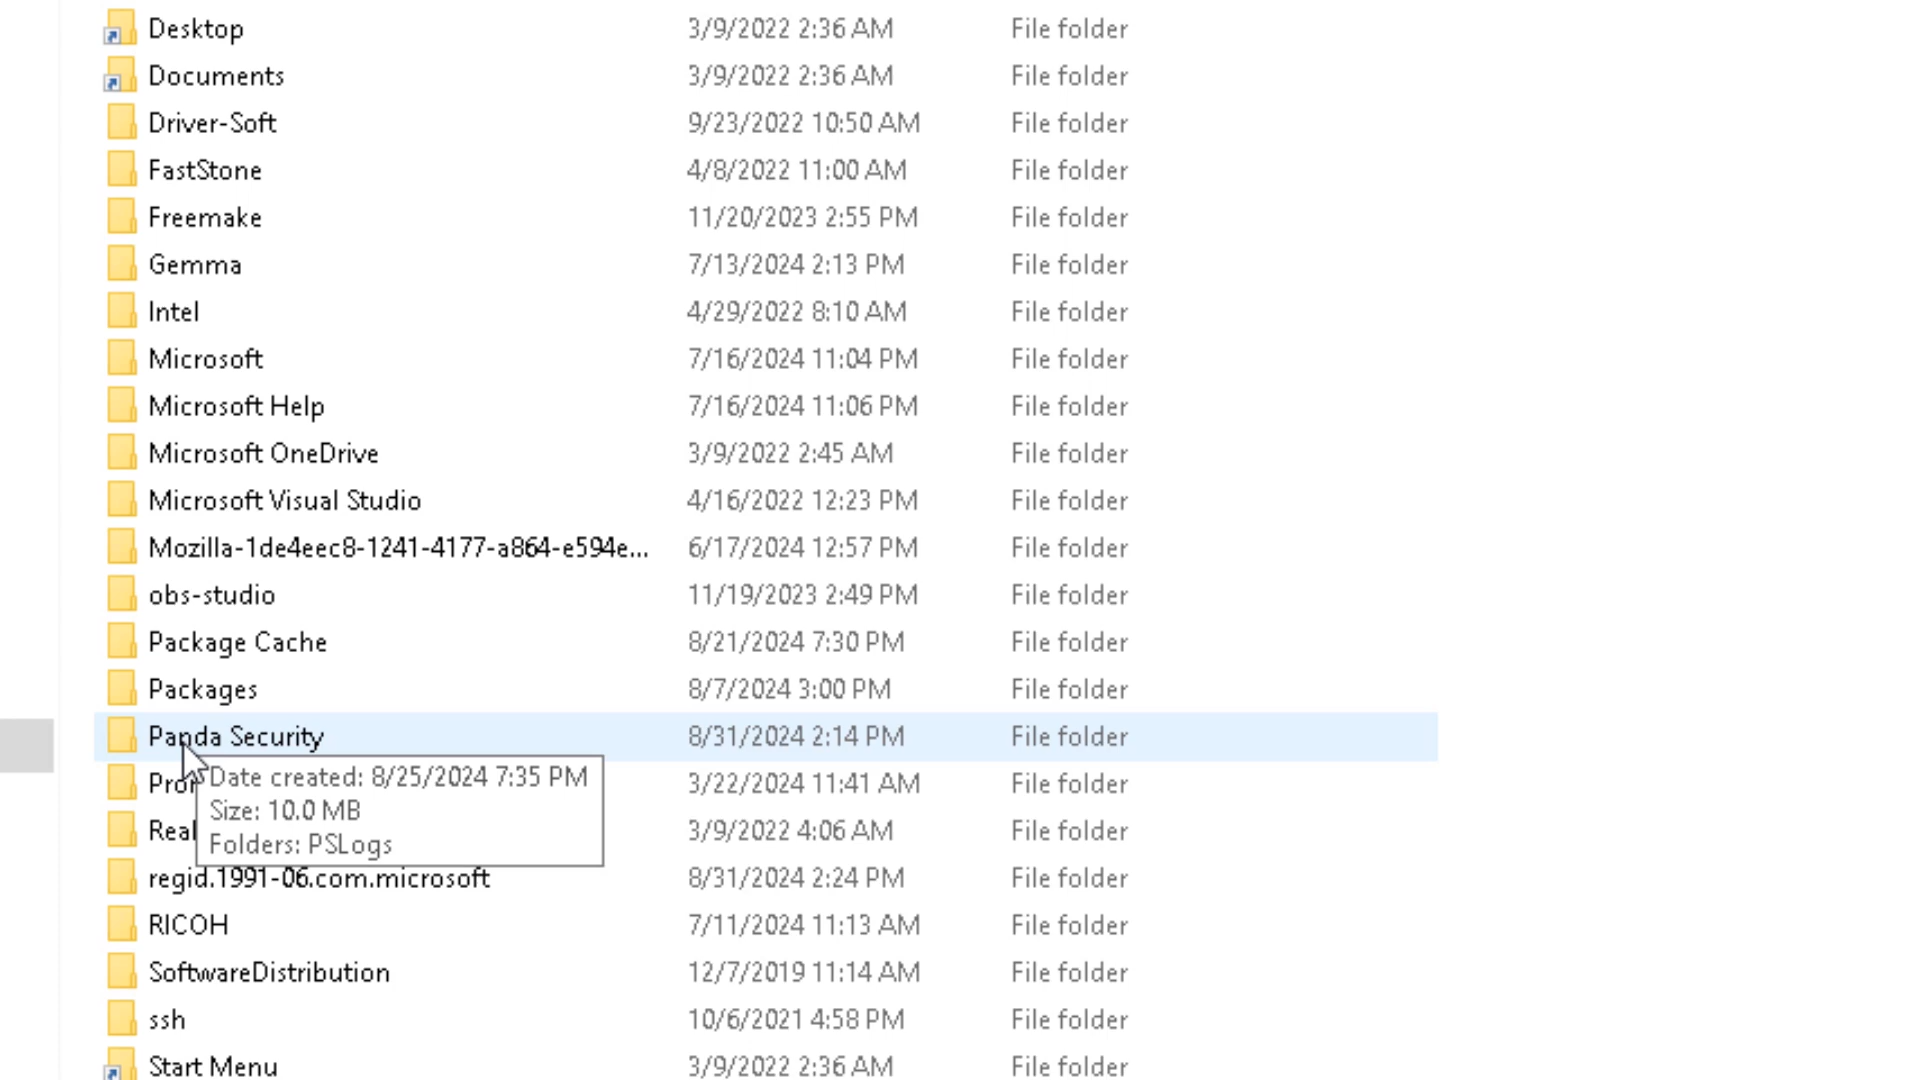 Desktop 3/9/2022 2:36 AM File folder
Documents 3/9/2022 2:36 AM File folder
Driver-Soft 9/23/2022 10:50 AM File folder
FastStone 4/8/2022 11:00 AM File folder
Freemake 11/20/2023 2:55 PM File folder
Gemma 7/13/2024 2:13 PM File folder
Intel 4/29/2022 8:10 AM File folder
Microsoft 7/16/2024 11:04 PM File folder
Microsoft Help 7/16/2024 11:06 PM File folder
Microsoft OneDrive 3/9/2022 2:45 AM File folder
Microsoft Visual Studio 4/16/2022 12:23 PM File folder
Mozilla-1de4eec8-1241-4177-a864-e594e... 6/17/2024 12:57 PM File folder
obs-studio 11/19/2023 2:49 PM File folder
Package Cache 8/21/2024 7:30 PM File folder
Packages 8/7/2024 3:00 PM File folder
Panda Security 8/31/2024 2:14 PM File folder
Date created: 8/25/2024 7:35 PM
Size: 10.0 MB
Folders: PSLogs
3/22/2024 11:41 AM File folder
Real 3/9/2022 4:06 AM File folder
regid.1991-06.com.microsoft 8/31/2024 2:24 PM File folder
RICOH 7/11/2024 11:13 AM File folder
SoftwareDistribution 12/7/2019 11:14 AM File folder
ssh 10/6/2021 4:58 PM File folder
Start Menu 3/9/2022 2:36 AM File folder